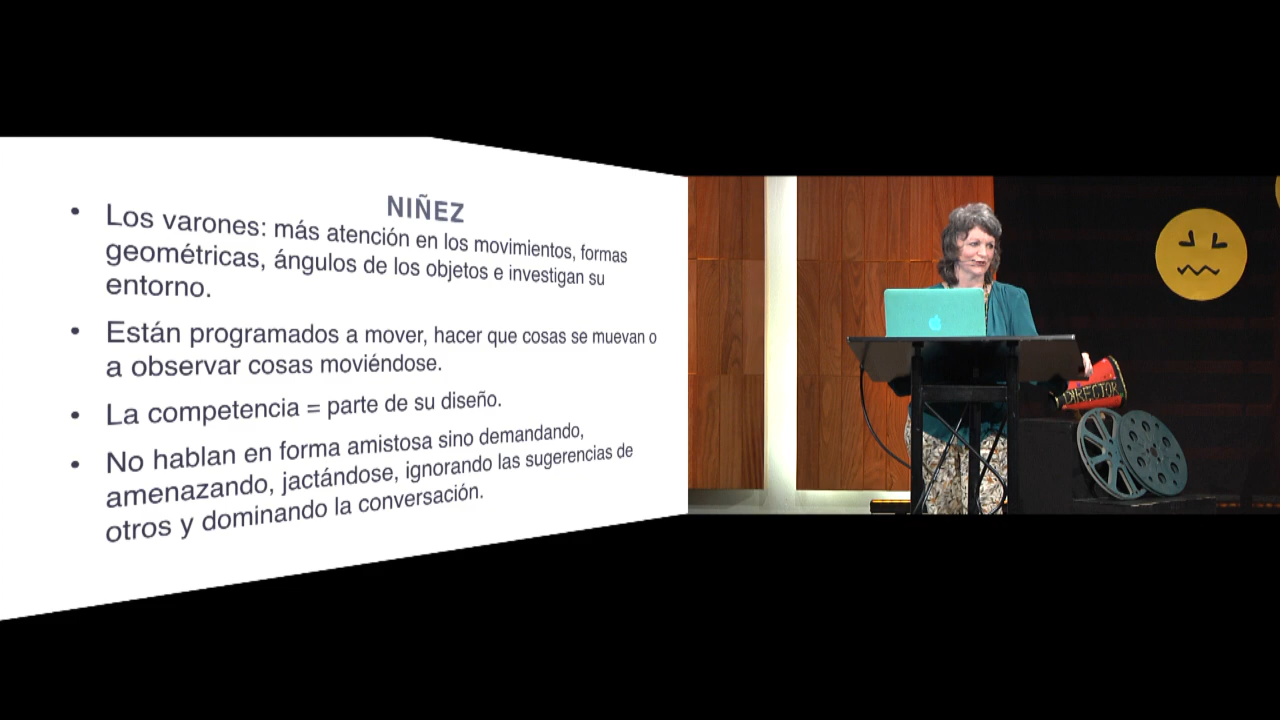 NIÑEZ
• Los varones: más atención en los movimientos, formas
geométricas, ángulos de los objetos e investigan su
entorno.
• Están programados a mover, hacer que cosas se muevan o
a observar cosas moviéndose.
• La competencia = parte de su diseño.
• No hablan en forma amistosa sino demandando,
amenazando, jactándose, ignorando las sugerencias de
otros y dominando la conversación.
DIRECTOR